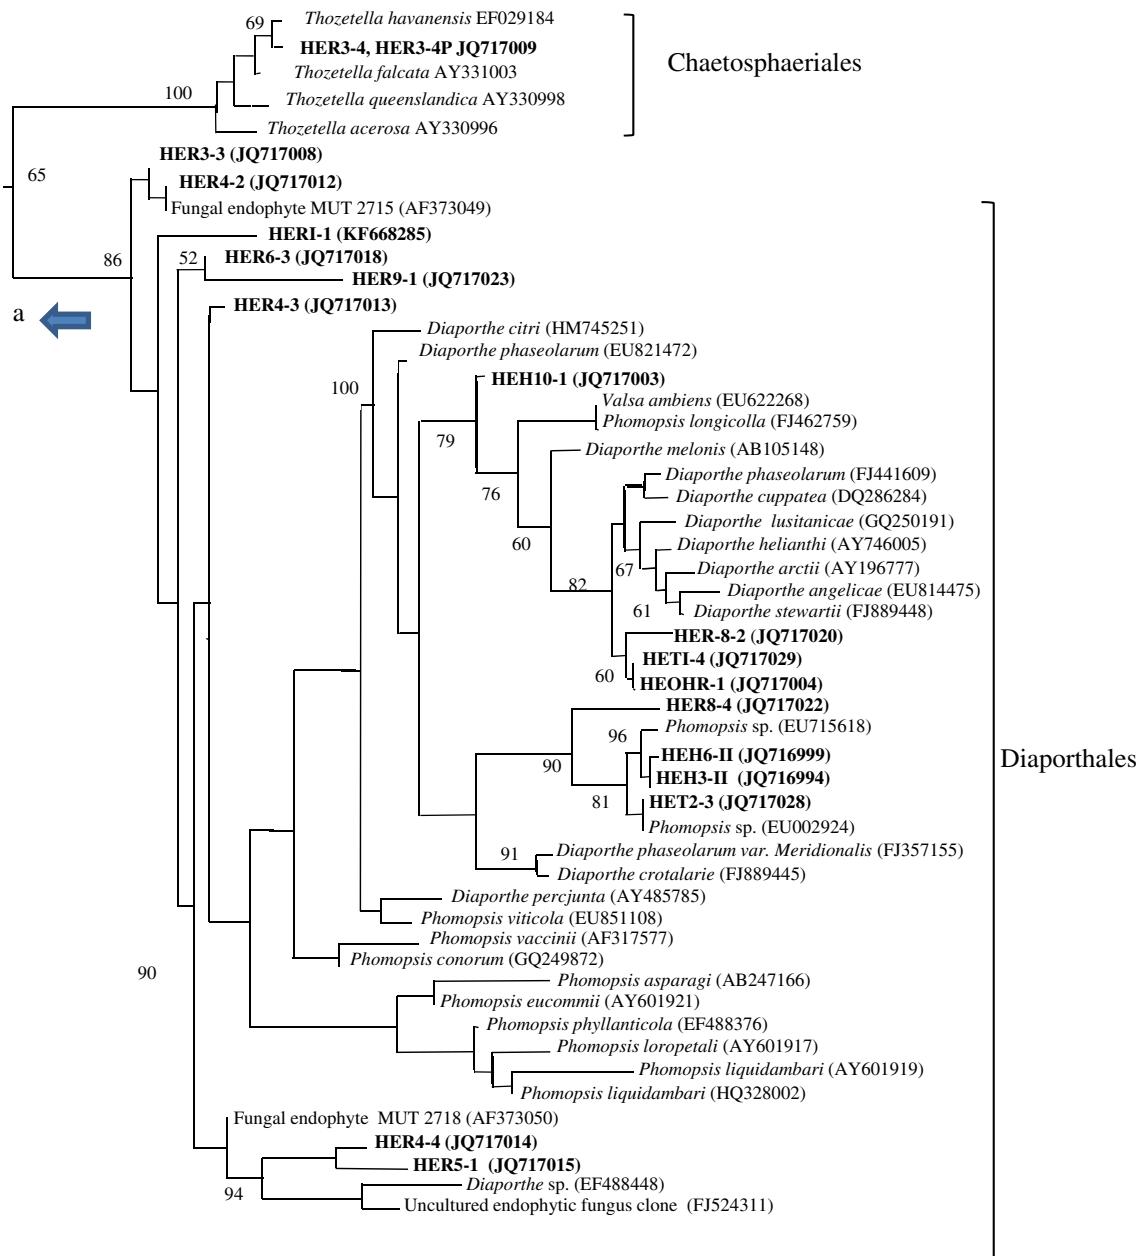 Thozetella havanensis EF029184
69
HER3-4, HER3-4P JQ717009
Chaetosphaeriales
Thozetella falcata AY331003
100
Thozetella queenslandica AY330998
Thozetella acerosa AY330996
HER3-3 (JQ717008)
65
HER4-2 (JQ717012)
Fungal endophyte MUT 2715 (AF373049)
HERI-1 (KF668285)
86
52
HER6-3 (JQ717018)
HER9-1 (JQ717023)
a
HER4-3 (JQ717013)
Diaporthe citri (HM745251)
Diaporthe phaseolarum (EU821472)
100
HEH10-1 (JQ717003)
Valsa ambiens (EU622268)
Phomopsis longicolla (FJ462759)
79
Diaporthe melonis (AB105148)
Diaporthe phaseolarum (FJ441609)
76
Diaporthe cuppatea (DQ286284)
Diaporthe lusitanicae (GQ250191)
60
Diaporthe helianthi (AY746005)
67
Diaporthe arctii (AY196777)
82
Diaporthe angelicae (EU814475)
61
Diaporthe stewartii (FJ889448)
HER-8-2 (JQ717020)
HETI-4 (JQ717029)
60
HEOHR-1 (JQ717004)
HER8-4 (JQ717022)
Phomopsis sp. (EU715618)
96
HEH6-II (JQ716999)
Diaporthales
90
HEH3-II (JQ716994)
81
HET2-3 (JQ717028)
Phomopsis sp. (EU002924)
91
Diaporthe phaseolarum var. Meridionalis (FJ357155)
Diaporthe crotalarie (FJ889445)
Diaporthe percjunta (AY485785)
Phomopsis viticola (EU851108)
Phomopsis vaccinii (AF317577)
Phomopsis conorum (GQ249872)
90
Phomopsis asparagi (AB247166)
Phomopsis eucommii (AY601921)
Phomopsis phyllanticola (EF488376)
Phomopsis loropetali (AY601917)
Phomopsis liquidambari (AY601919)
Phomopsis liquidambari (HQ328002)
Fungal endophyte MUT 2718 (AF373050)
HER4-4 (JQ717014)
HER5-1 (JQ717015)
Diaporthe sp. (EF488448)
94
Uncultured endophytic fungus clone (FJ524311)